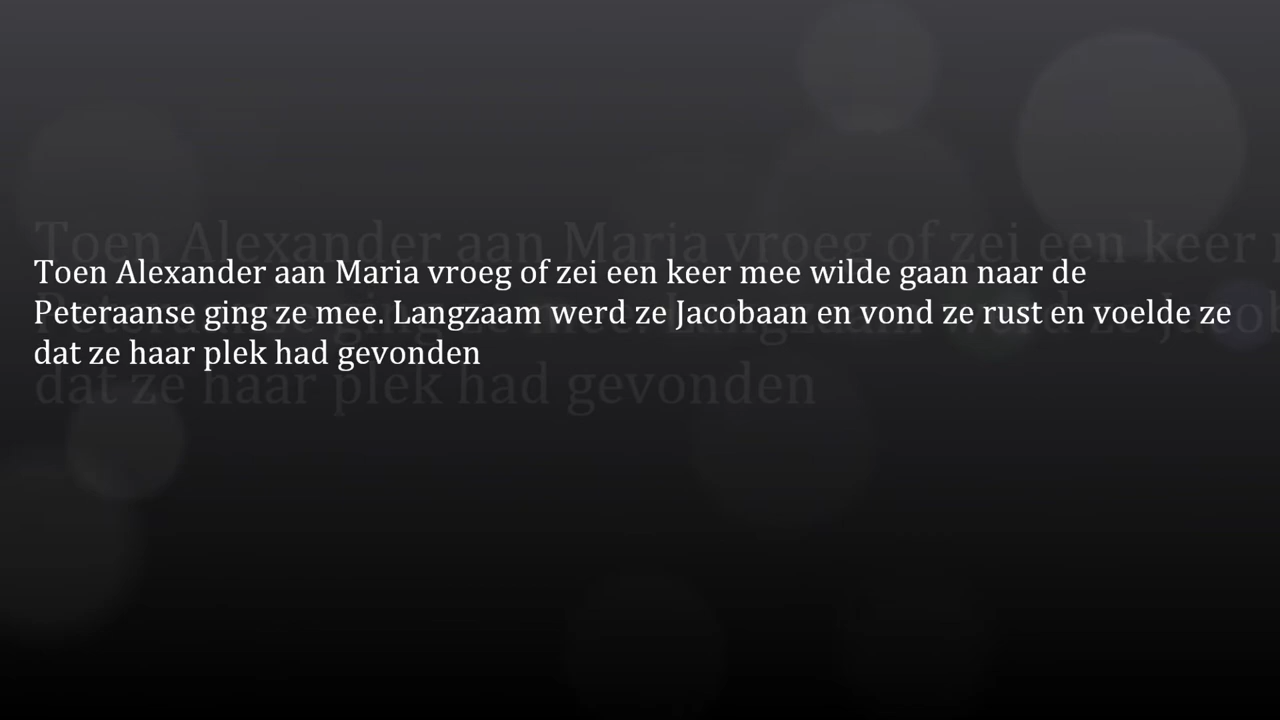 Toen Alexander aan Maria vroeg of zei een keer mee wilde gaan naar de
Peteraanse ging ze mee. Langzaam werd ze Jacobaan en vond ze rust en voelde ze
dat ze haar plek had gevonden